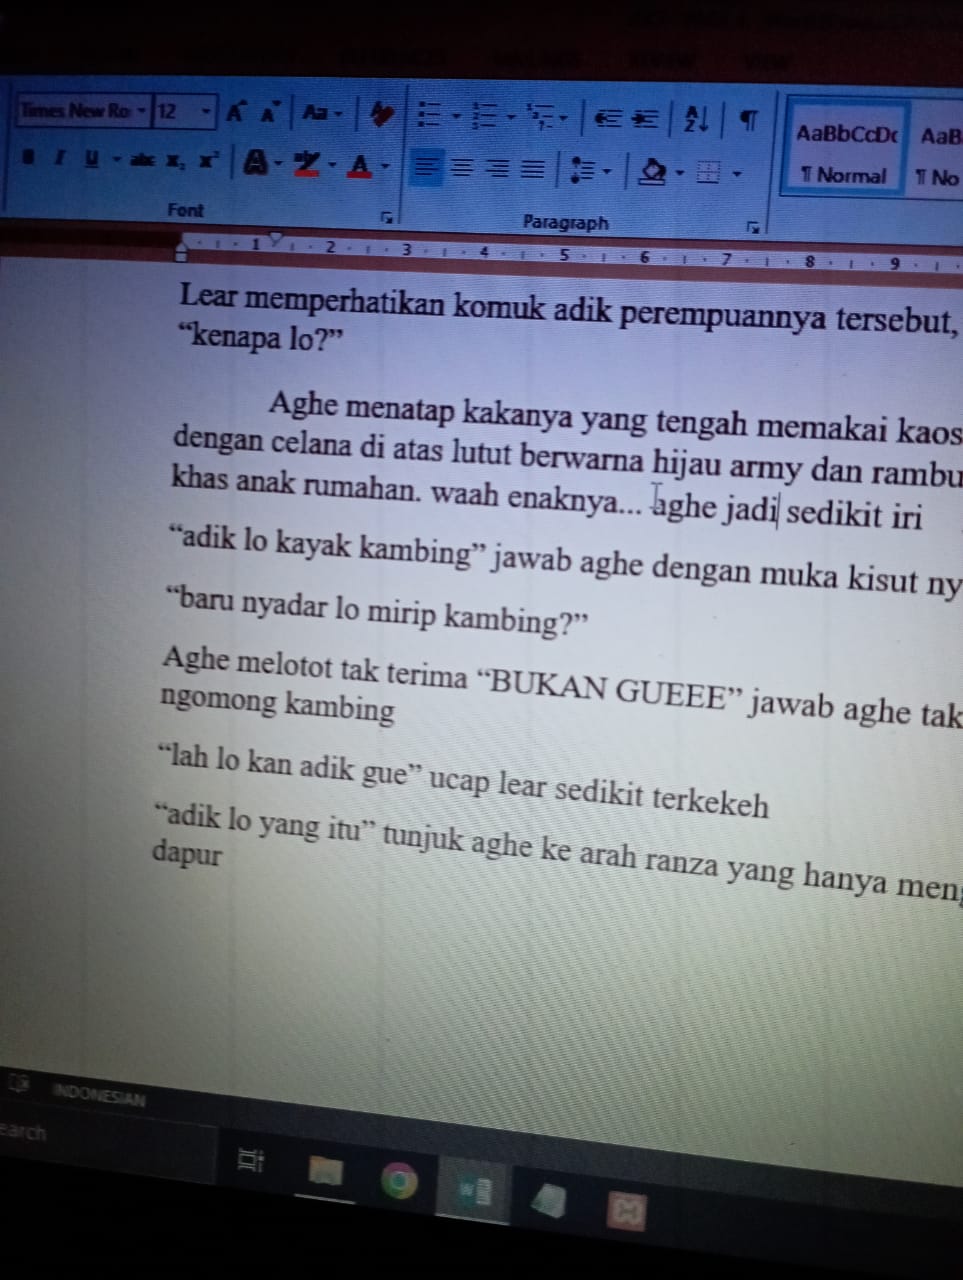 Times New Ro
12
Aa
B I U abc x₂ x²
A
A
Font
Paragraph
AaBbCcDc
AaB
¶ Normal
¶ No
1 2 3 4 5 6 7 8 9
Lear memperhatikan komuk adik perempuannya tersebut,
“kenapa lo?”
Aghe menatap kakanya yang tengah memakai kaos
dengan celana di atas lutut berwarna hijau army dan rambu
khas anak rumahan. waah enaknya... aghe jadi sedikit iri
“adik lo kayak kambing” jawab aghe dengan muka kisut ny
“baru nyadar lo mirip kambing?”
Aghe melotot tak terima “BUKAN GUEEE” jawab aghe tak
ngomong kambing
“lah lo kan adik gue” ucap lear sedikit terkekeh
“adik lo yang itu” tunjuk aghe ke arah ranza yang hanya meng
dapur
INDONESIAN
earch